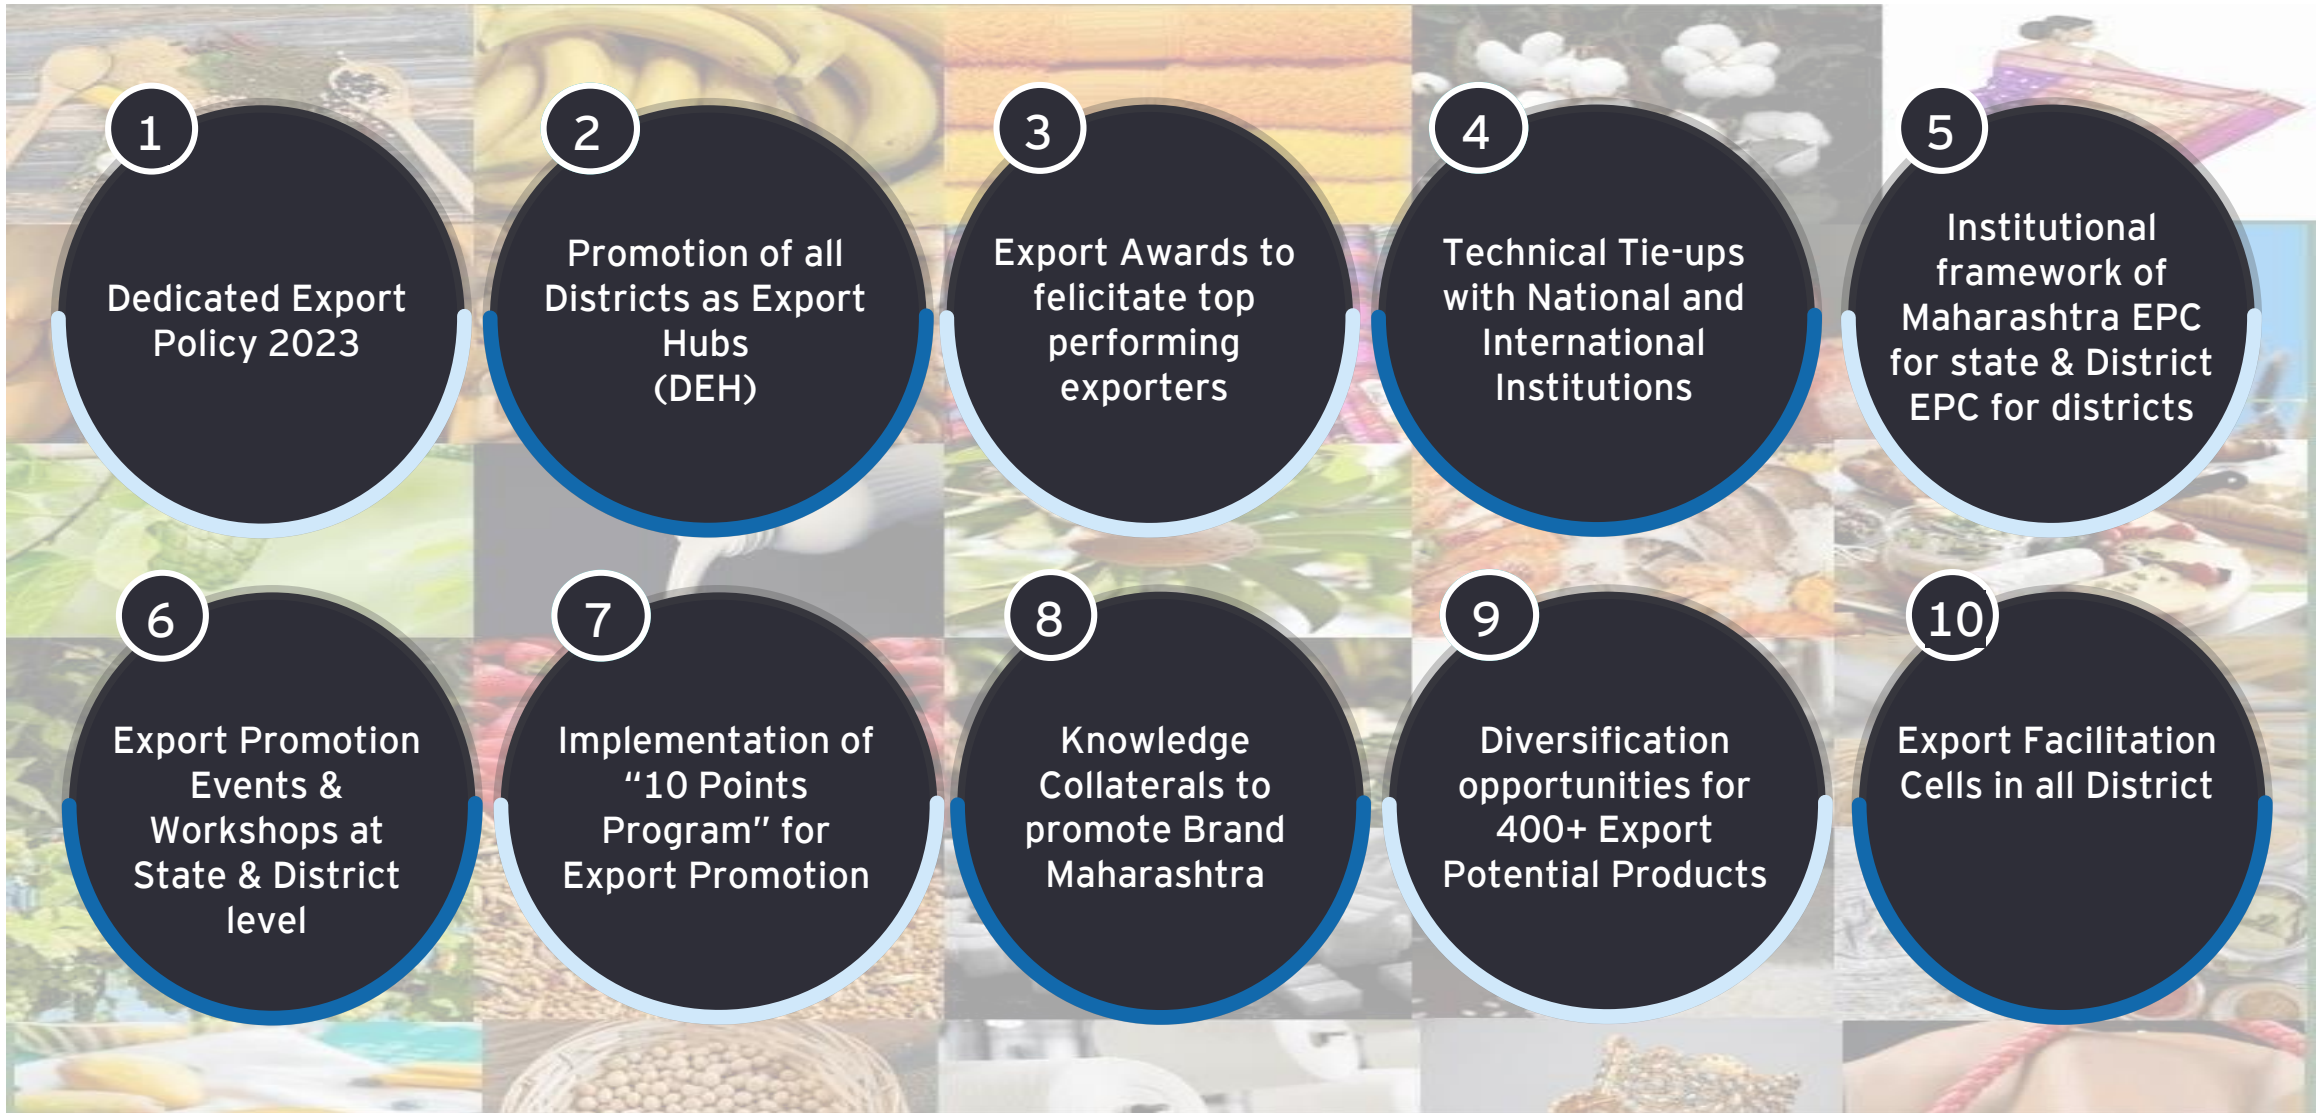 1
Dedicated Export
Policy 2023
2
Promotion of all
Districts as Export
Hubs
(DEH)
3
Export Awards to
felicitate top
performing
exporters
4
Technical Tie-ups
with National and
International
Institutions
5
Institutional
framework of
Maharashtra EPC
for state & District
EPC for districts
6
Export Promotion
Events &
Workshops at
State & District
level
7
Implementation of
“10 Points
Program” for
Export Promotion
8
Knowledge
Collaterals to
promote Brand
Maharashtra
9
Diversification
opportunities for
400+ Export
Potential Products
10
Export Facilitation
Cells in all District